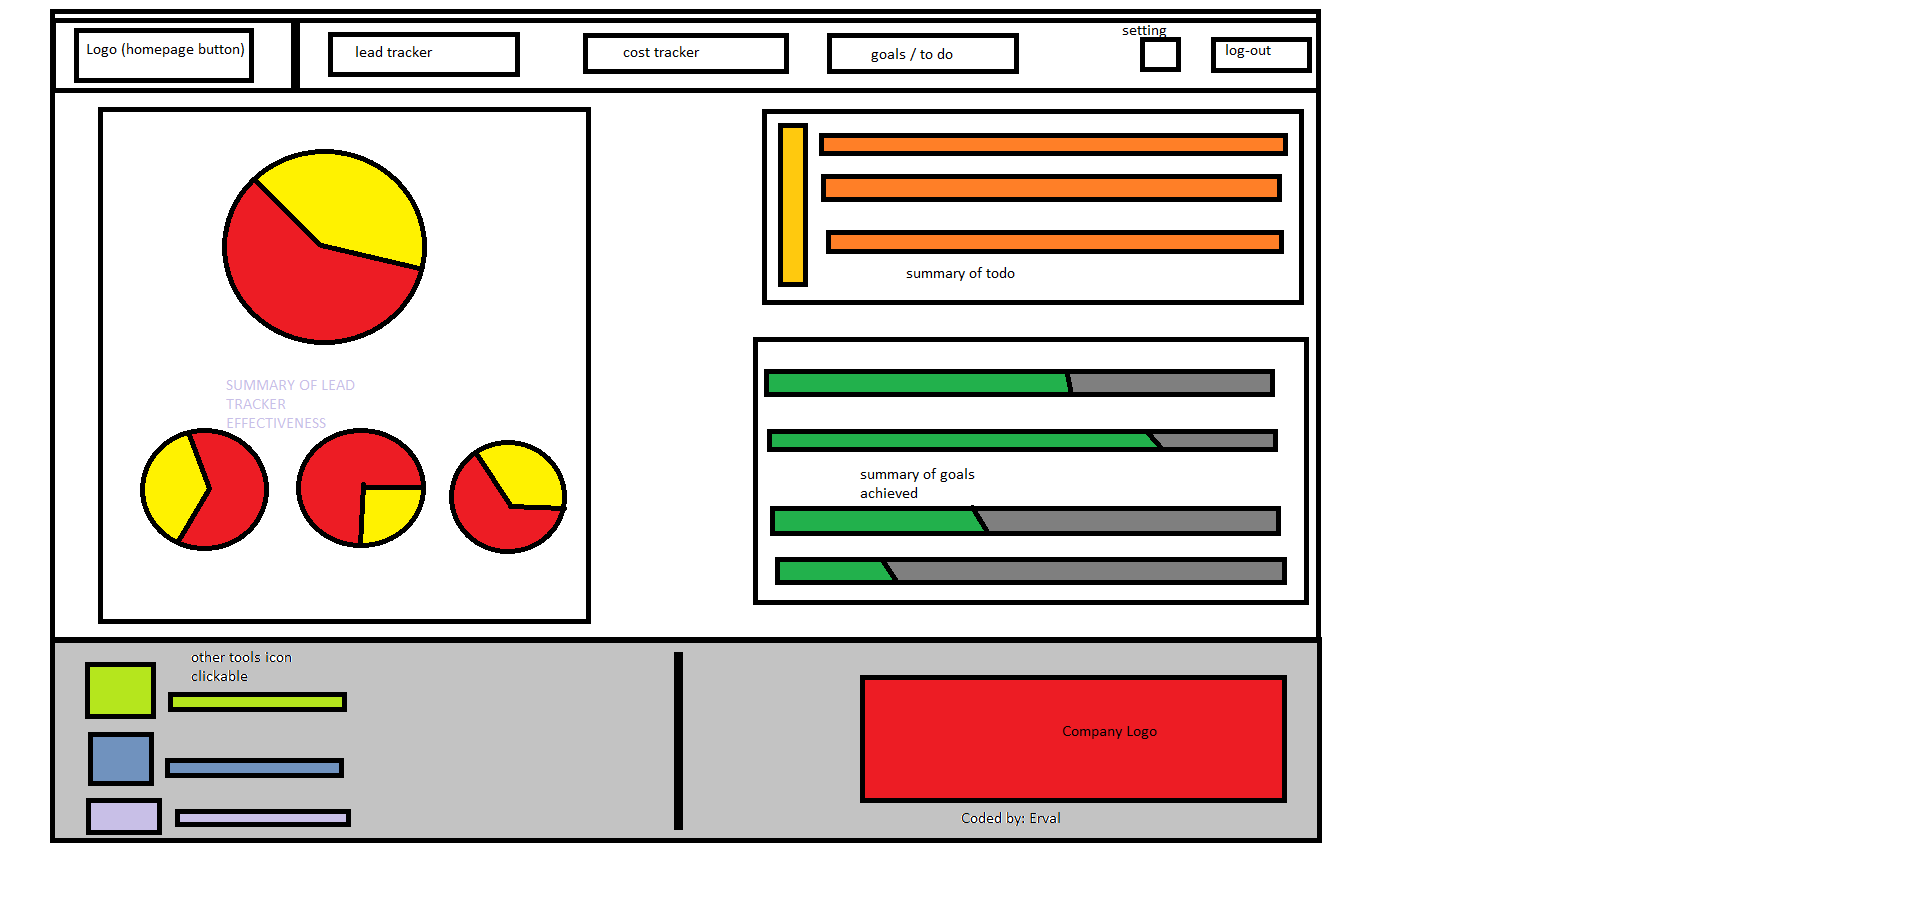 setting
Logo (homepage button)
lead tracker
cost tracker
goals / to do
log-out
summary of todo
SUMMARY OF LEAD
TRACKER
EFFECTIVENESS
summary of goals
achieved
other tools icon
clickable
Company Logo
Coded by: Erval